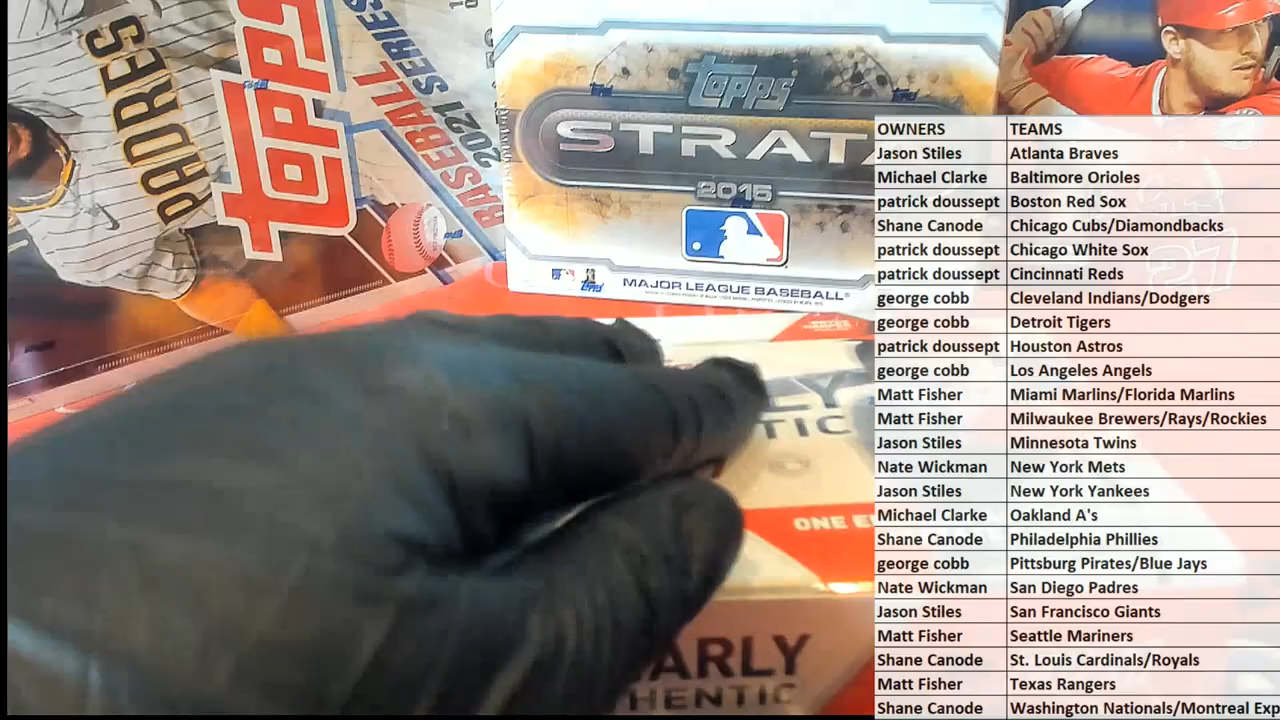 PADRES
TOPPS
BASEBALL
2021 SERIES
topps
STRAT
2015
MAJOR LEAGUE BASEBALL
LY
TIC
ONE E
ARLY
HENTIC
OWNERS TEAMS
Jason Stiles Atlanta Braves
Michael Clarke Baltimore Orioles
patrick doussept Boston Red Sox
Shane Canode Chicago Cubs/Diamondbacks
patrick doussept Chicago White Sox
patrick doussept Cincinnati Reds
george cobb Cleveland Indians/Dodgers
george cobb Detroit Tigers
patrick doussept Houston Astros
george cobb Los Angeles Angels
Matt Fisher Miami Marlins/Florida Marlins
Matt Fisher Milwaukee Brewers/Rays/Rockies
Jason Stiles Minnesota Twins
Nate Wickman New York Mets
Jason Stiles New York Yankees
Michael Clarke Oakland A's
Shane Canode Philadelphia Phillies
george cobb Pittsburg Pirates/Blue Jays
Nate Wickman San Diego Padres
Jason Stiles San Francisco Giants
Matt Fisher Seattle Mariners
Shane Canode St. Louis Cardinals/Royals
Matt Fisher Texas Rangers
Shane Canode Washington Nationals/Montreal Exp
27